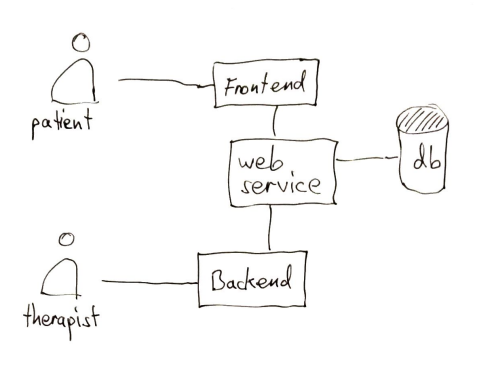 Frontend
patient
web
service
db
Backend
therapist